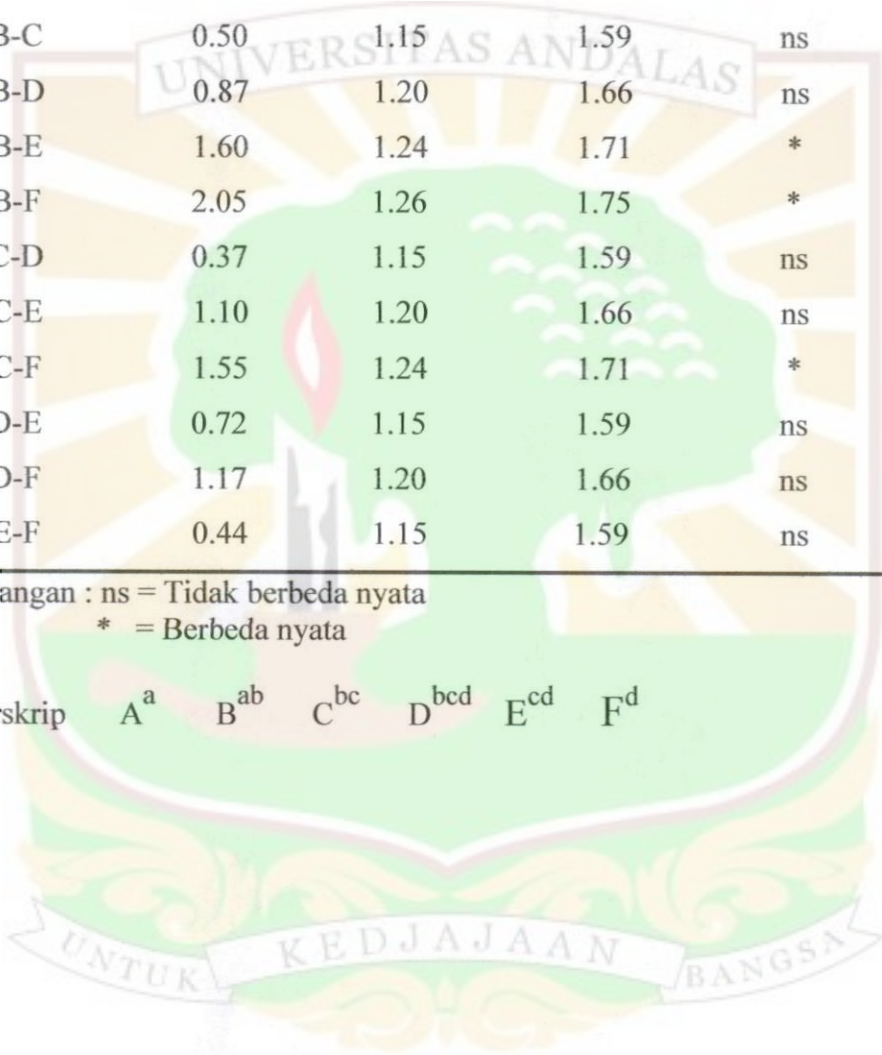 B-C 0.50 1.15 1.59 ns
B-D 0.87 1.20 1.66 ns
B-E 1.60 1.24 1.71 *
B-F 2.05 1.26 1.75 *
C-D 0.37 1.15 1.59 ns
C-E 1.10 1.20 1.66 ns
C-F 1.55 1.24 1.71 *
D-E 0.72 1.15 1.59 ns
D-F 1.17 1.20 1.66 ns
E-F 0.44 1.15 1.59 ns
angan : ns = Tidak berbeda nyata
* = Berbeda nyata
rskrip A^a B^ab C^bc D^bcd E^cd F^d
UNIVERSITAS ANDALAS
UNTUK KEDJAJAAN BANGSA